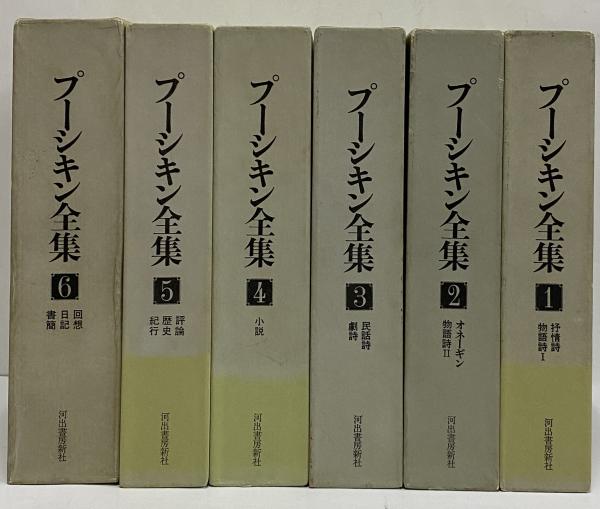 プーシキン全集
6
回想
日記
書簡
河出書房新社
プーシキン全集
5
評論
歴史
紀行
河出書房新社
プーシキン全集
4
小説
河出書房新社
プーシキン全集
3
民話詩
劇詩
河出書房新社
プーシキン全集
2
オネーギン
物語詩II
河出書房新社
プーシキン全集
1
抒情詩
物語詩I
河出書房新社